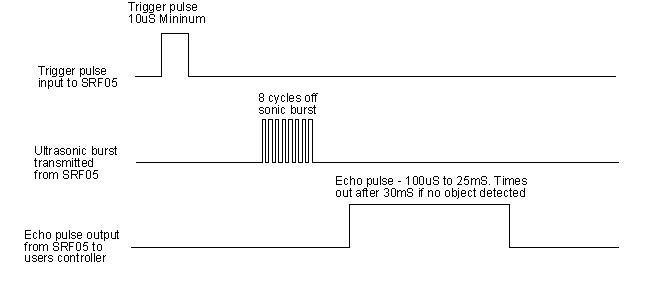 Trigger pulse
10uS Mininum
Trigger pulse
input to SRF05
8 cycles off
sonic burst
Ultrasonic burst
transmitted
from SRF05
Echo pulse - 100uS to 25mS. Times
out after 30mS if no object detected
Echo pulse output
from SRF05 to
users controller